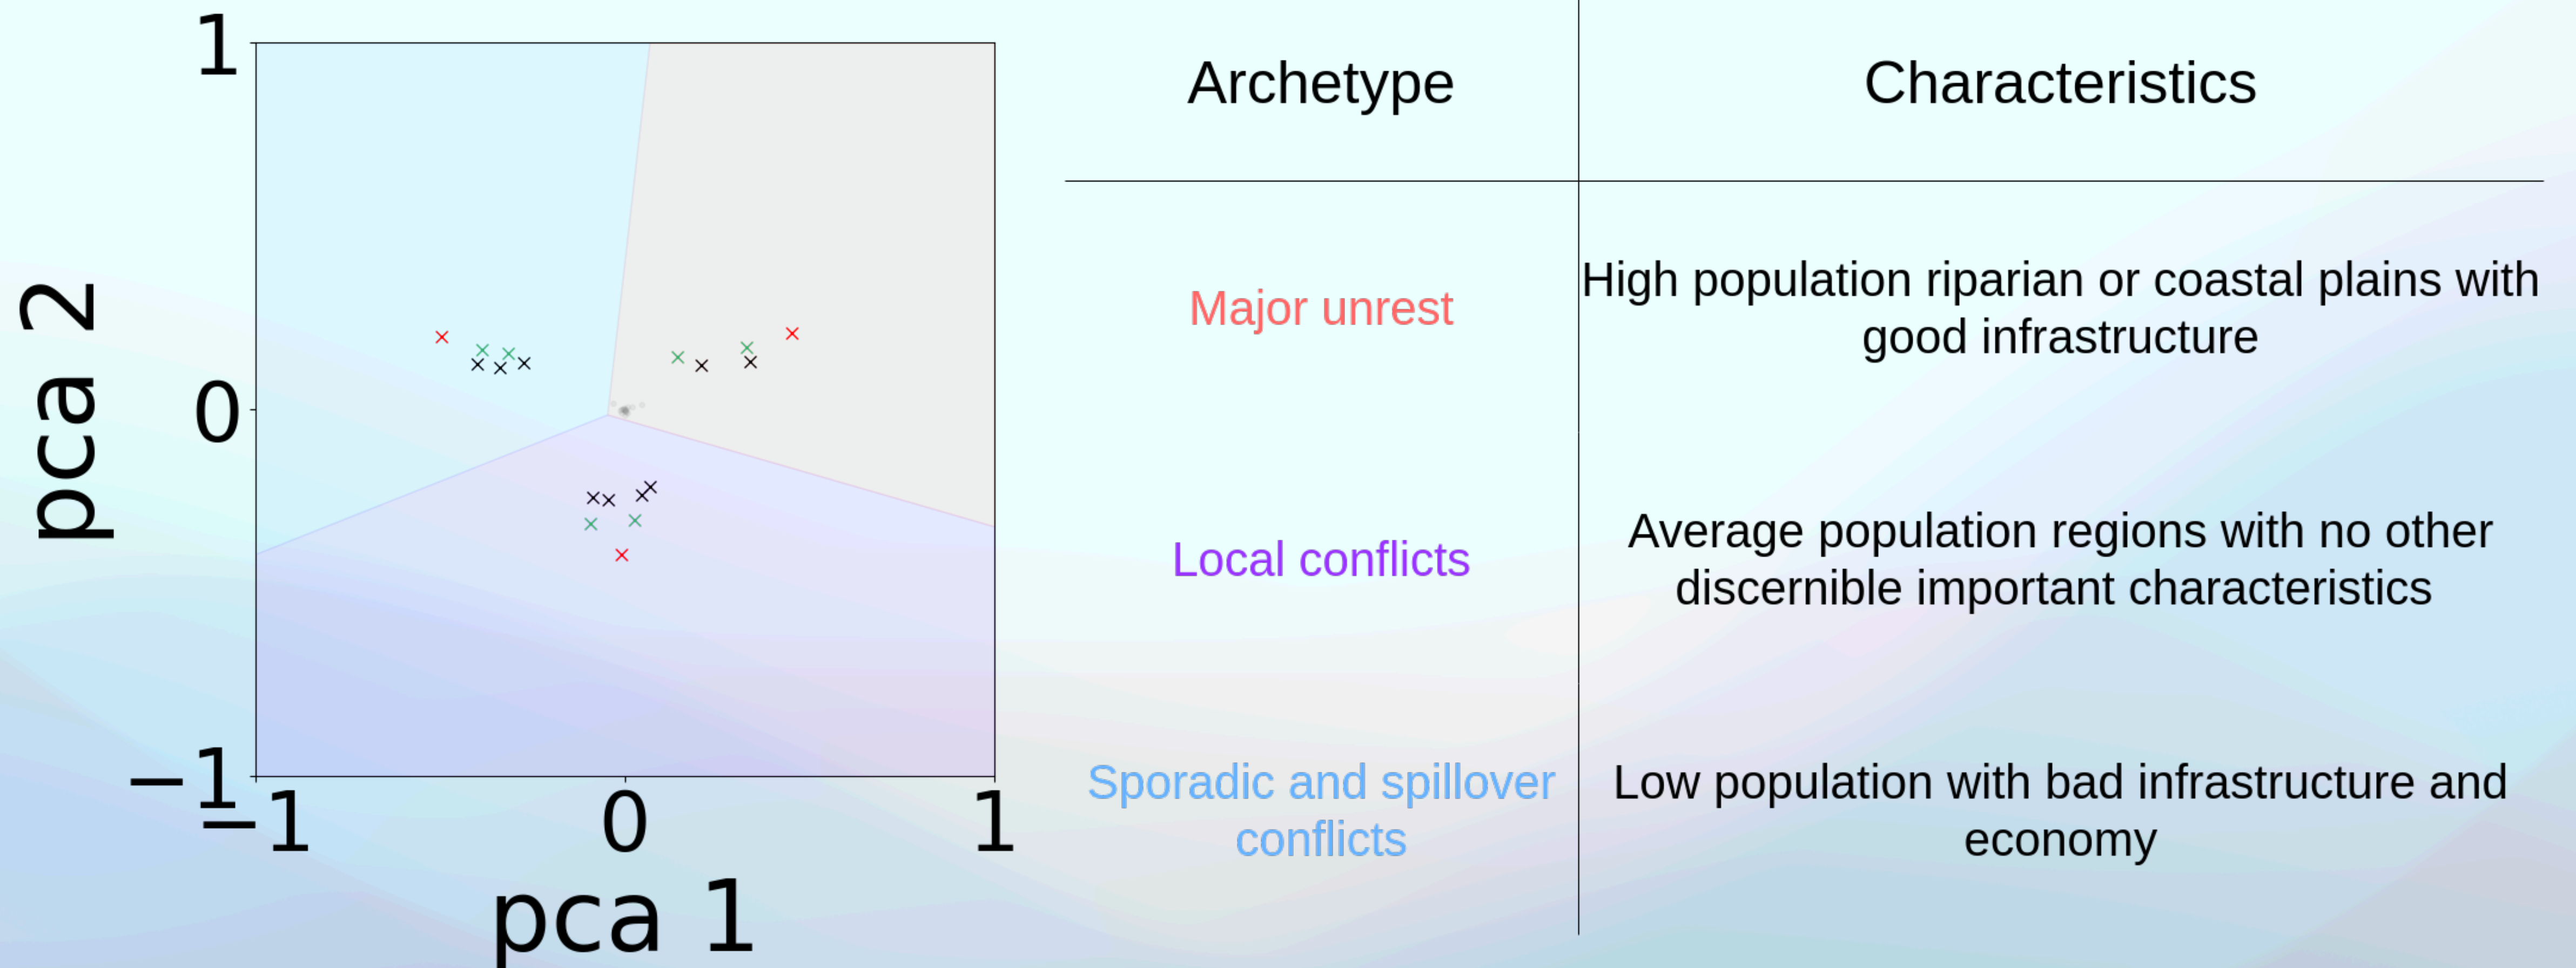 1
0
−1
pca 2
−1
0
1
pca 1
Archetype
Characteristics
Major unrest
High population riparian or coastal plains with
good infrastructure
Local conflicts
Average population regions with no other
discernible important characteristics
Sporadic and spillover
conflicts
Low population with bad infrastructure and
economy